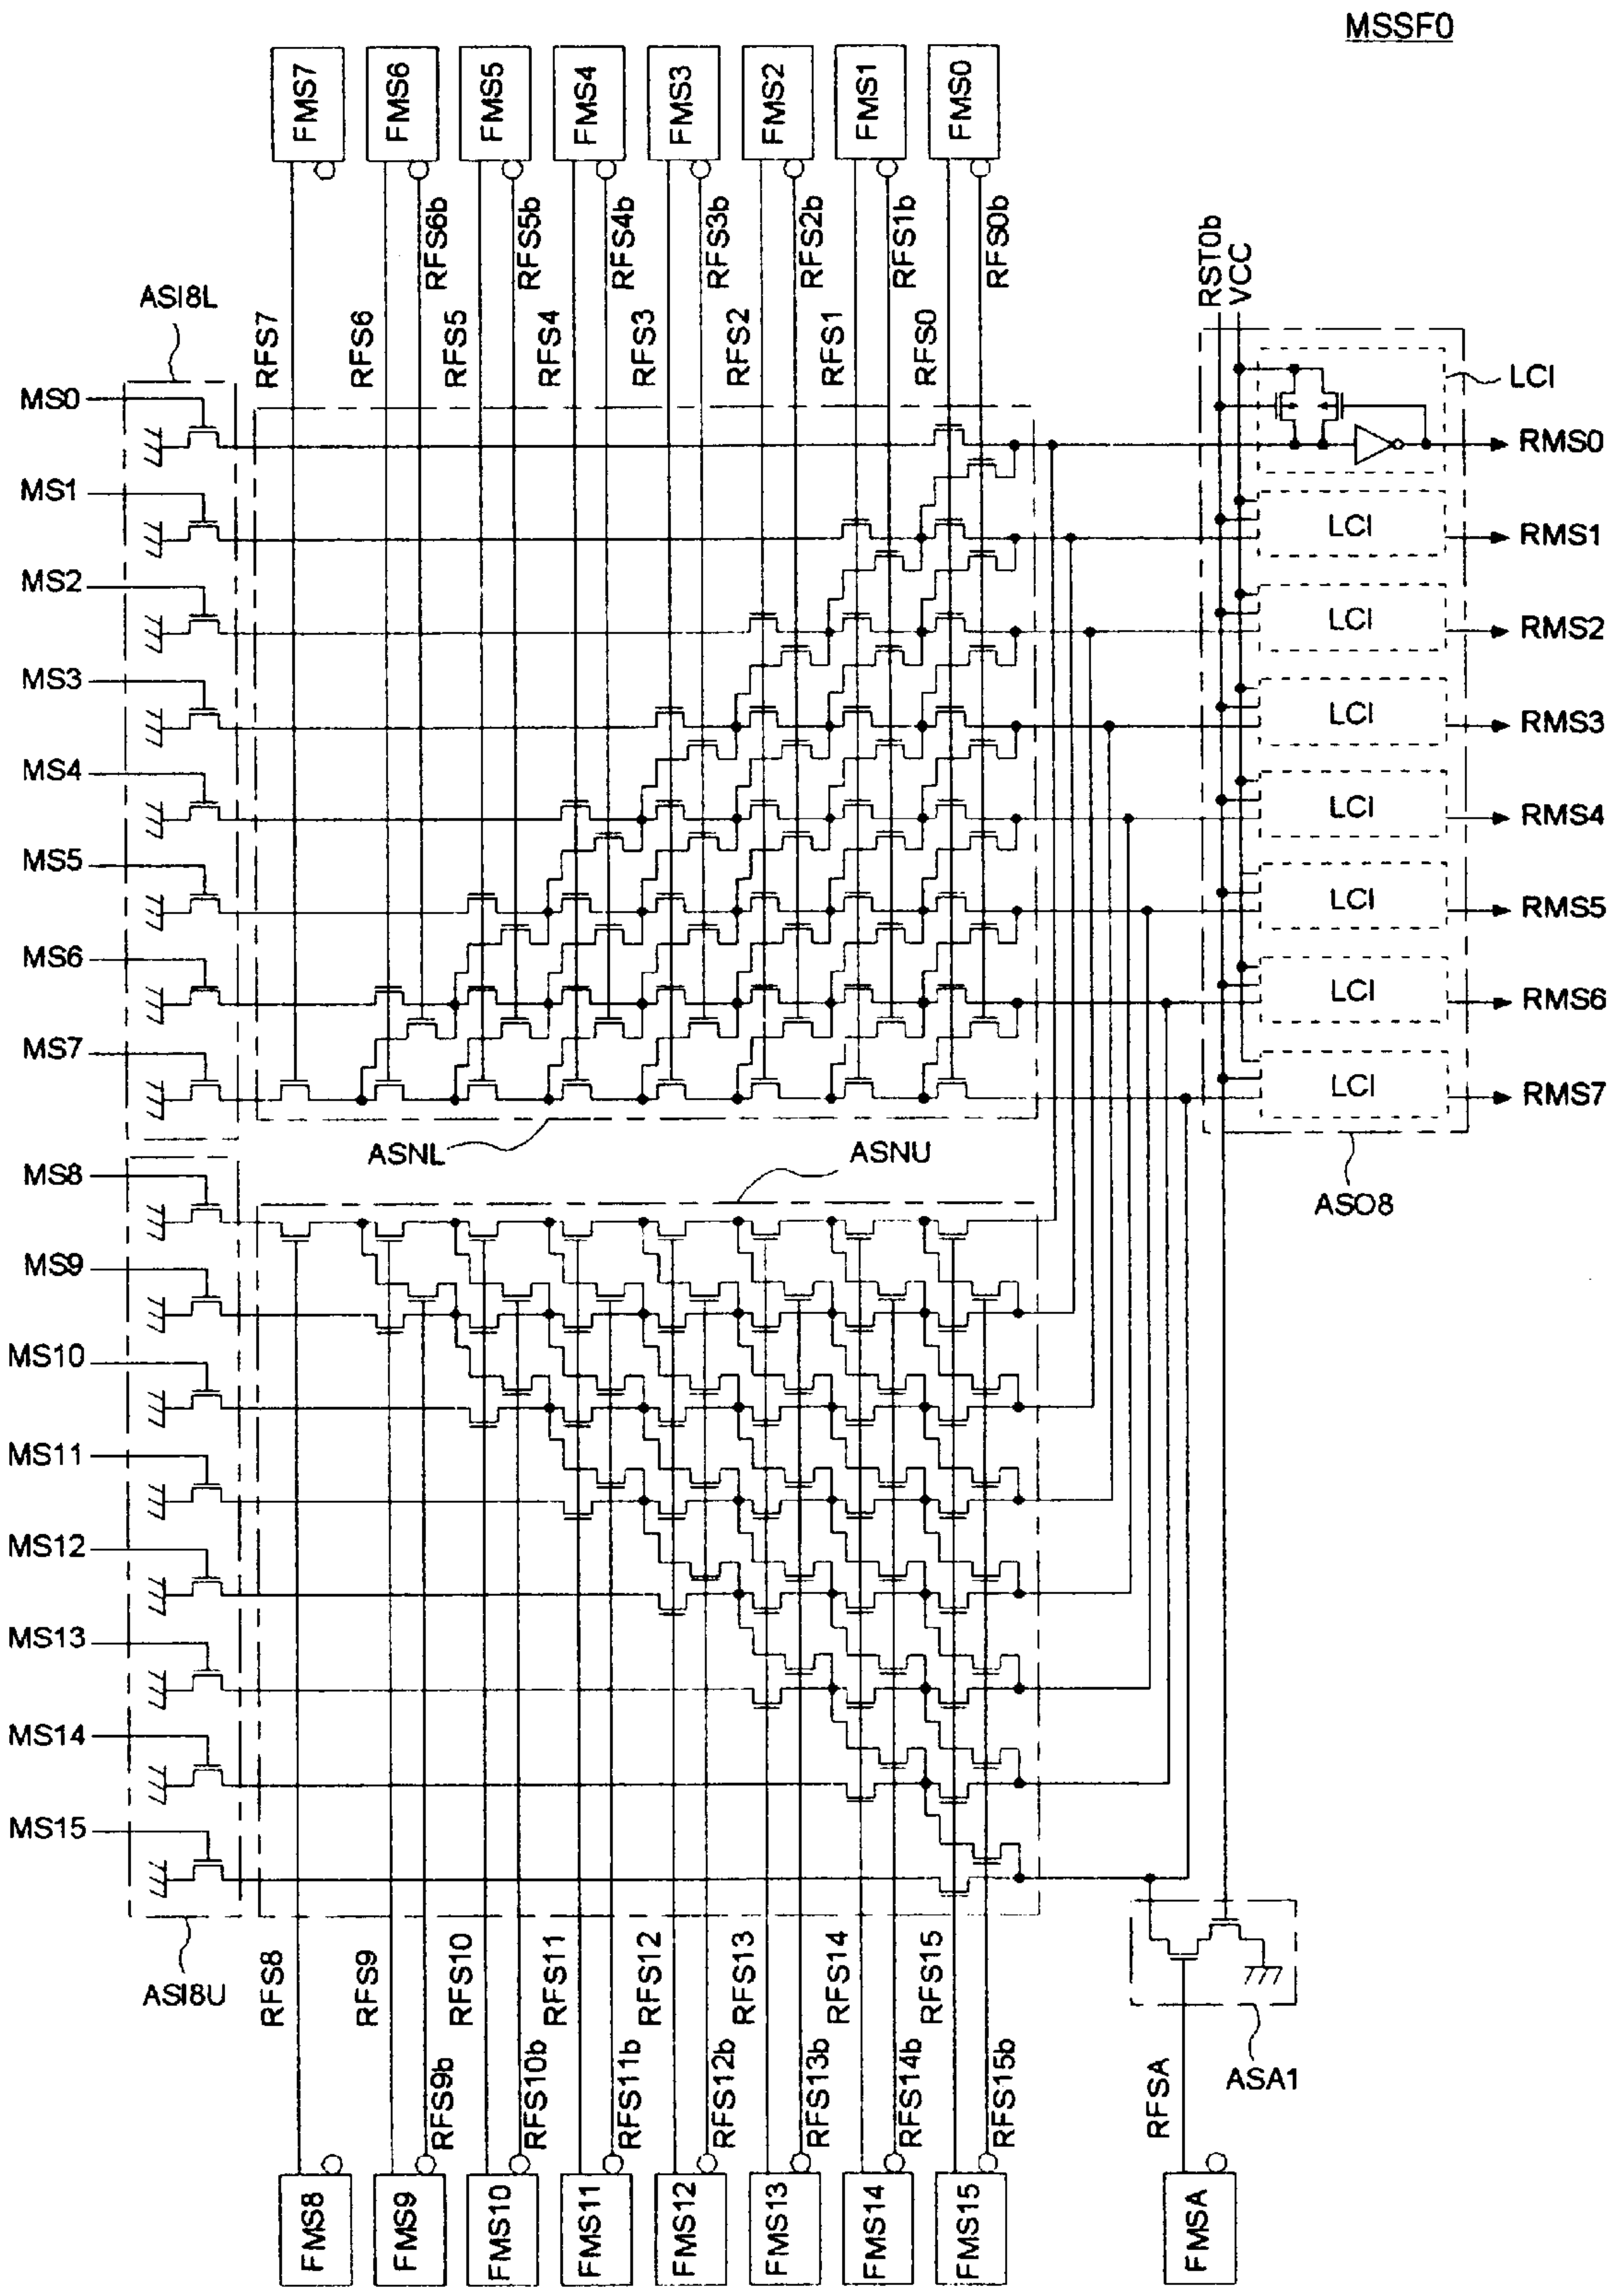 MSSF0
FMS7
FMS6
FMS5
FMS4
FMS3
FMS2
FMS1
FMS0
RFS6b
RFS5b
RFS4b
RFS3b
RFS2b
RFS1b
RFS0b
RFS7
RFS6
RFS5
RFS4
RFS3
RFS2
RFS1
RFS0
RST0b
VCC
ASI8L
MS0
MS1
MS2
MS3
MS4
MS5
MS6
MS7
LCI
RMS0
LCI
RMS1
LCI
RMS2
LCI
RMS3
LCI
RMS4
LCI
RMS5
LCI
RMS6
LCI
RMS7
ASNL
ASNU
ASO8
MS8
MS9
MS10
MS11
MS12
MS13
MS14
MS15
ASI8U
RFS8
RFS9
RFS10
RFS11
RFS12
RFS13
RFS14
RFS15
RFS9b
RFS10b
RFS11b
RFS12b
RFS13b
RFS14b
RFS15b
RFSA
ASA1
FMS8
FMS9
FMS10
FMS11
FMS12
FMS13
FMS14
FMS15
FMSA